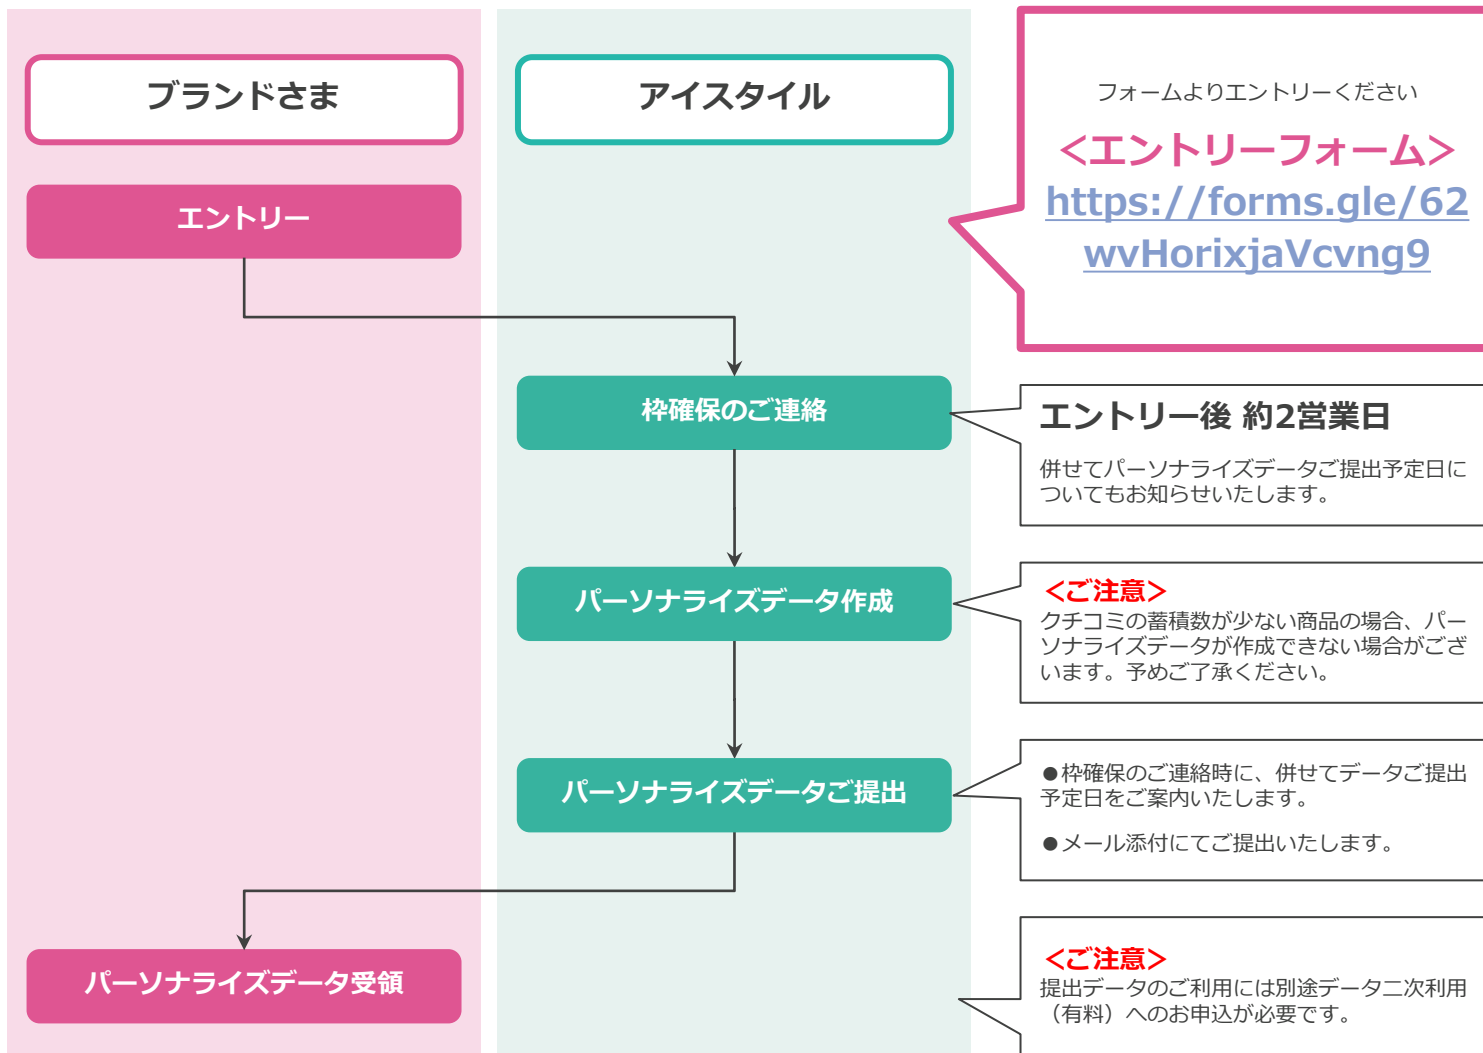 ブランドさま
アイスタイル
フォームよりエントリーください
＜エントリーフォーム＞
https://forms.gle/62
wvHorixjaVcvng9
エントリー
枠確保のご連絡
エントリー後 約2営業日
併せてパーソナライズデータご提出予定日に
ついてもお知らせいたします。
パーソナライズデータ作成
＜ご注意＞
クチコミの蓄積数が少ない商品の場合、パー
ソナライズデータが作成できない場合がござ
います。予めご了承ください。
パーソナライズデータご提出
●枠確保のご連絡時に、併せてデータご提出
予定日をご案内いたします。
●メール添付にてご提出いたします。
パーソナライズデータ受領
＜ご注意＞
提出データのご利用には別途データ二次利用
（有料）へのお申込が必要です。